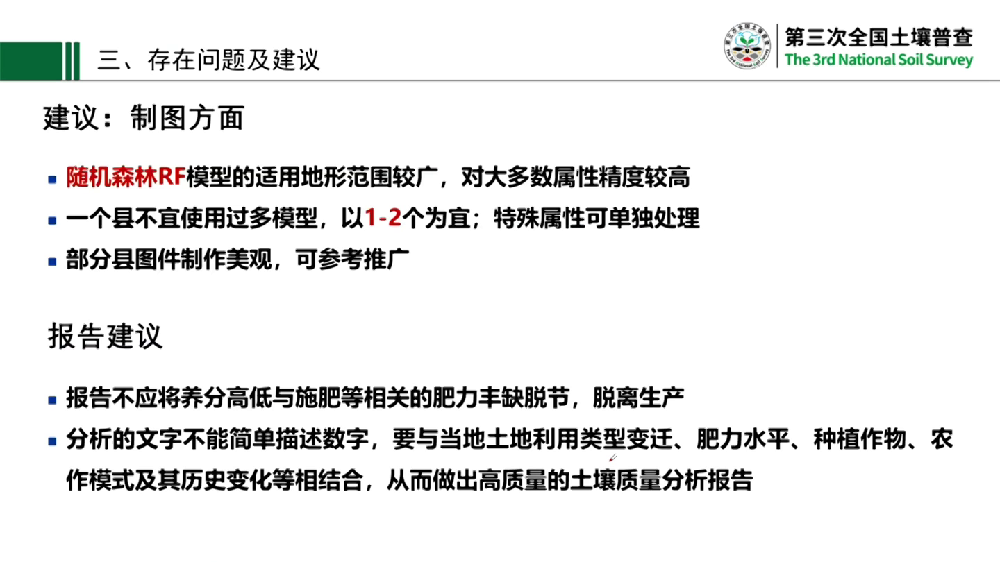 三、存在问题及建议
第三次全国土壤普查
The 3rd National Soil Survey
建议：制图方面
随机森林RF模型的适用地形范围较广，对大多数属性精度较高
一个县不宜使用过多模型，以1-2个为宜；特殊属性可单独处理
部分县图件制作美观，可参考推广
报告建议
报告不应将养分高低与施肥等相关的肥力丰缺脱节，脱离生产
分析的文字不能简单描述数字，要与当地土地利用类型变迁、肥力水平、种植作物、农
作模式及其历史变化等相结合，从而做出高质量的土壤质量分析报告